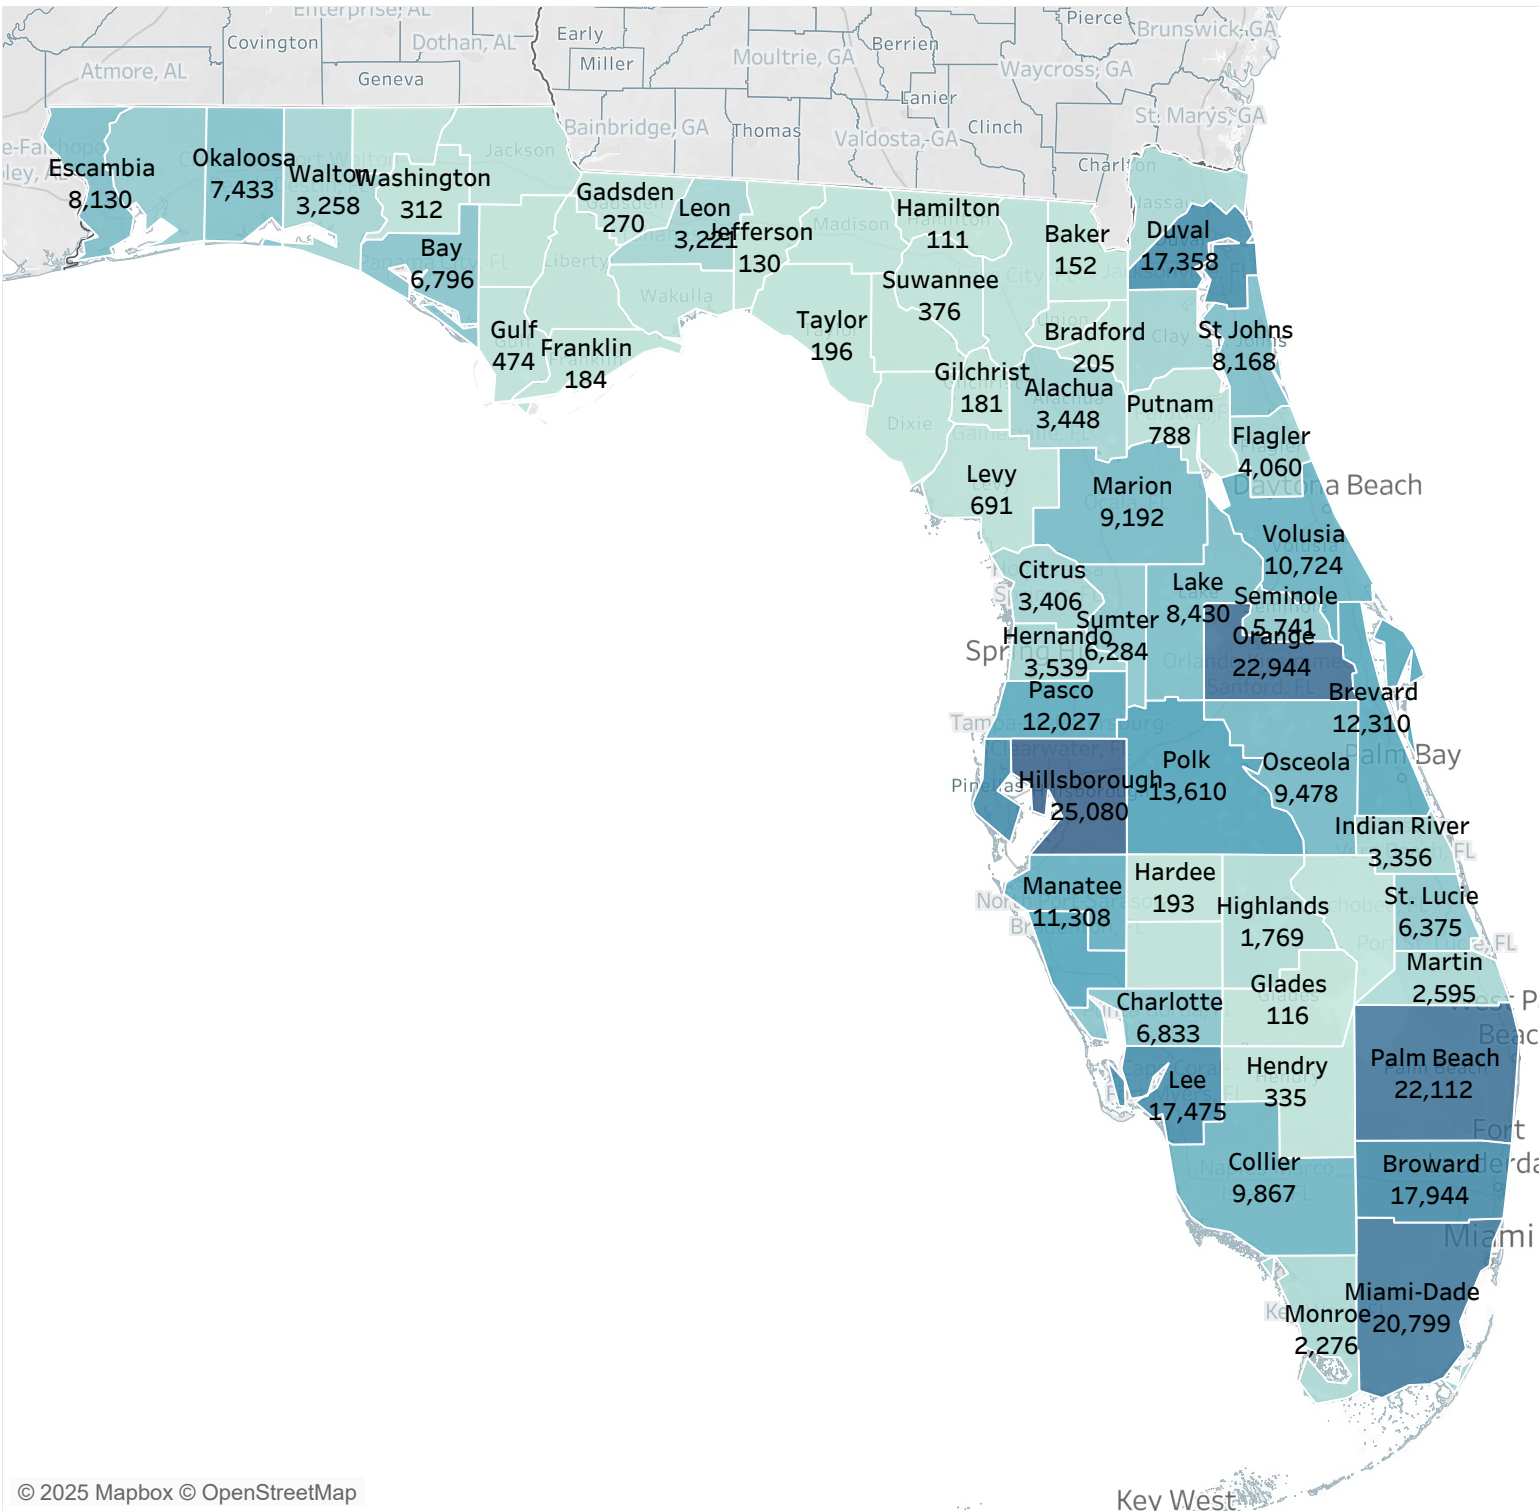 Enterprise, AL
Covington
Dothan, AL
Early
Pierce
Brunswick, GA
Atmore, AL
Geneva
Miller
Moultrie, GA
Berrien
Waycross, GA
Lanier
Bainbridge, GA
Thomas
Valdosta, GA
Clinch
St. Marys, GA
Charlton
Jackson
Escambia
8,130
Okaloosa
7,433
Walton
3,258
Washington
312
Gadsden
270
Leon
3,221
Jefferson
130
Madison
Hamilton
111
Baker
152
Nassau
Duval
17,358
Bay
6,796
Liberty
Wakulla
Suwannee
376
Taylor
196
Union
Bradford
205
Clay
St Johns
8,168
Gulf
474
Franklin
184
Gilchrist
181
Alachua
3,448
Putnam
788
Dixie
Gainesville, FL
Flagler
4,060
Levy
691
Marion
9,192
Daytona Beach
Volusia
10,724
Citrus
3,406
Lake
8,430
Seminole
5,741
Sumter
6,284
Hernando
3,539
Orange
22,944
Pasco
12,027
Brevard
12,310
Palm Bay
Pinellas
Hillsborough
25,080
Polk
13,610
Osceola
9,478
Indian River
3,356
Manatee
11,308
Hardee
193
Highlands
1,769
St. Lucie
6,375
Martin
2,595
Glades
116
Charlotte
6,833
Palm Beach
22,112
Lee
17,475
Hendry
335
Fort
Collier
9,867
Broward
17,944
Miami
Miami-Dade
20,799
Monroe
2,276
Key West
© 2025 Mapbox © OpenStreetMap